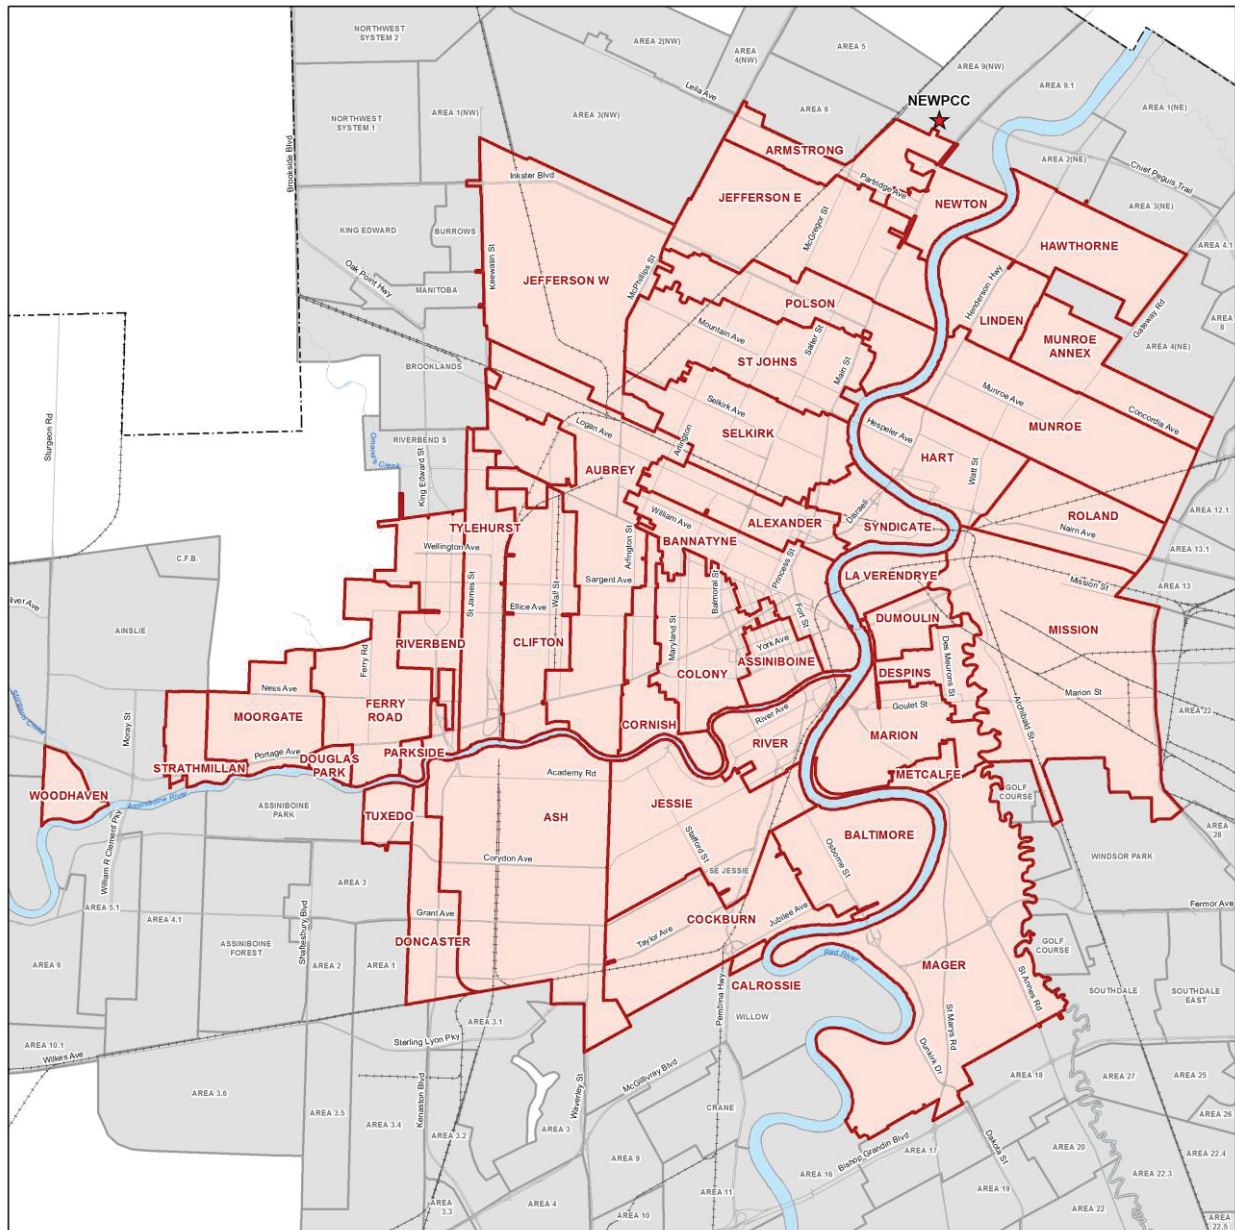 NORTHWEST
SYSTEM 2
AREA 2(NW)
AREA
4(NW)
AREA 5
AREA 9(NW)
AREA 9.1
AREA 1(NE)
Leila Ave
AREA 6
NEWPCC
NORTHWEST
SYSTEM 1
AREA 1(NW)
AREA 3(NW)
Brookside Blvd
ARMSTRONG
AREA 2(NE)
Chief Peguis Trail
Inkster Blvd
Partridge Ave
JEFFERSON E
NEWTON
AREA 3(NE)
KING EDWARD
BURROWS
McGregor St
HAWTHORNE
AREA 4.1
Keewatin St
Oak Point Hwy
McPhillips St
JEFFERSON W
Henderson Hwy
MANITOBA
POLSON
LINDEN
Gateway Rd
AREA
8
Mountain Ave
Salter St
MUNROE
ANNEX
AREA 4(NE)
ST JOHNS
Main St
BROOKLANDS
Munroe Ave
Selkirk Ave
Concordia Ave
Sturgeon Rd
Logan Ave
Arlington
SELKIRK
Hespeler Ave
MUNROE
RIVERBEND S
Omand's Creek
King Edward St
AUBREY
HART
Watt St
William Ave
ALEXANDER
Disraeli
SYNDICATE
ROLAND
AREA 12.1
TYLEHURST
Nairn Ave
Wellington Ave
Arlington St
BANNATYNE
Princess St
AREA 13.1
C.F.B.
St James St
Wall St
Sargent Ave
Balmoral St
LA VERENDRYE
Mission St
AREA 13
Ellice Ave
Fort St
DUMOULIN
AINSLIE
Ferry Rd
RIVERBEND
CLIFTON
Maryland St
York Ave
ASSINIBOINE
Des Meurons St
MISSION
COLONY
DESPINS
Ness Ave
Marion St
Sturgeon Creek
Moray St
MOORGATE
FERRY
ROAD
CORNISH
River Ave
Goulet St
Archibald St
AREA 22
RIVER
MARION
Portage Ave
PARKSIDE
STRATHMILLAN
DOUGLAS
PARK
Academy Rd
METCALFE
WOODHAVEN
Assiniboine River
ASSINIBOINE
PARK
TUXEDO
ASH
JESSIE
GOLF
COURSE
William R Clement Pky
Stafford St
Osborne St
BALTIMORE
AREA
28
Corydon Ave
SE JESSIE
WINDSOR PARK
AREA 3
AREA 5.1
AREA 4.1
Shaftesbury Blvd
Grant Ave
COCKBURN
Jubilee Ave
Fermor Ave
Taylor Ave
ASSINIBOINE
FOREST
DONCASTER
GOLF
COURSE
AREA 6
AREA 2
AREA 1
Red River
MAGER
CALROSSIE
St Annes Rd
SOUTHDALE
SOUTHDALE
EAST
Pembina Hwy
WILLOW
AREA 3.1
St Marys Rd
AREA 10.1
Wilkes Ave
Sterling Lyon Pky
Dunkirk Dr
McGillivray Blvd
AREA 18
AREA 27
AREA 25
Waverley St
AREA 3.6
Kenaston Blvd
AREA 3.5
AREA 3.4
AREA 3.2
AREA 3
CRANE
AREA 26
Dakota St
AREA 20
Bishop Grandin Blvd
AREA 17
AREA 22.4
AREA 9
AREA 16
AREA 22.3
AREA 11
AREA 19
AREA
3.3
AREA 4
AREA 10
AREA 22
AREA
22.5